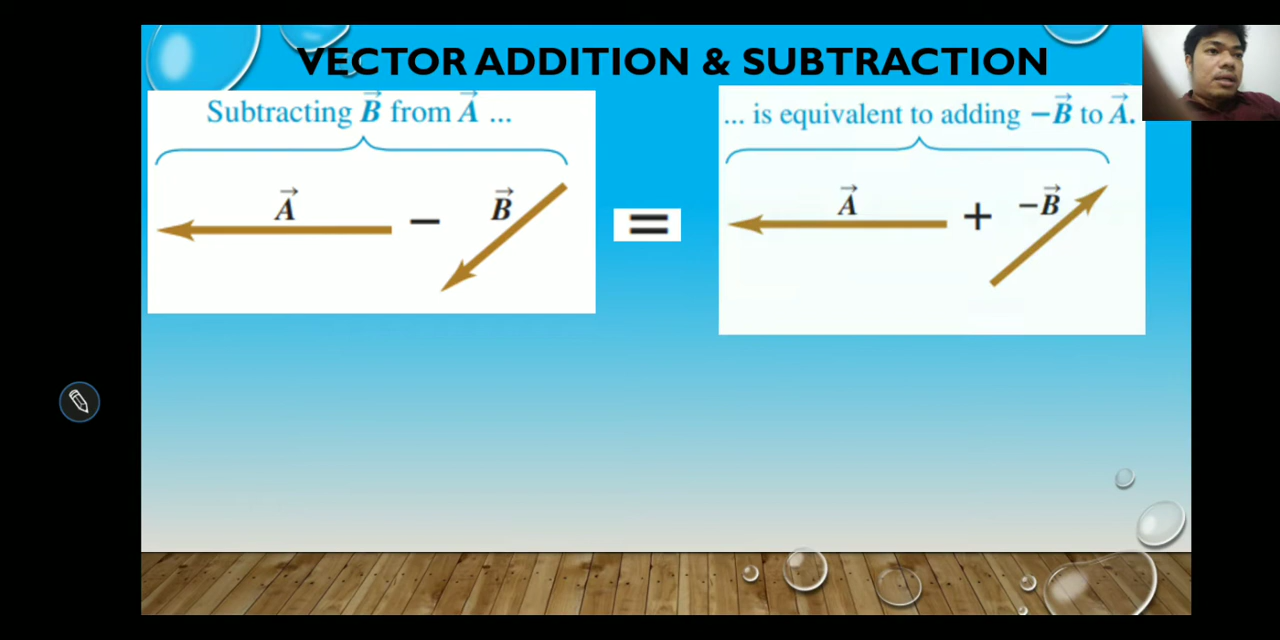 VECTOR ADDITION & SUBTRACTION
Subtracting B⃗ from A⃗ ...
A⃗ − B⃗
=
... is equivalent to adding −B⃗ to A⃗.
A⃗ + −B⃗